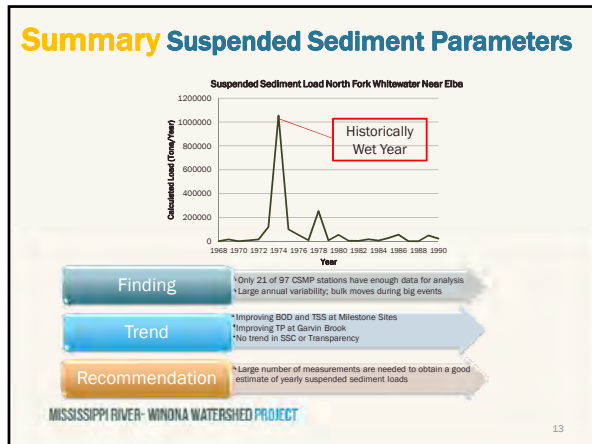 Summary Suspended Sediment Parameters
Suspended Sediment Load North Fork Whitewater Near Elba
1200000
1000000
800000
600000
400000
200000
0
Calculated Load (Tons/Year)
Historically
Wet Year
1968 1970 1972 1974 1976 1978 1980 1982 1984 1986 1988 1990
Year
Finding
• Only 21 of 97 CSMP stations have enough data for analysis
• Large annual variability; bulk moves during big events
Trend
• Improving BOD and TSS at Milestone Sites
• Improving TP at Garvin Brook
• No trend in SSC or Transparency
Recommendation
• Large number of measurements are needed to obtain a good
estimate of yearly suspended sediment loads
MISSISSIPPI RIVER- WINONA WATERSHED PROJECT
13